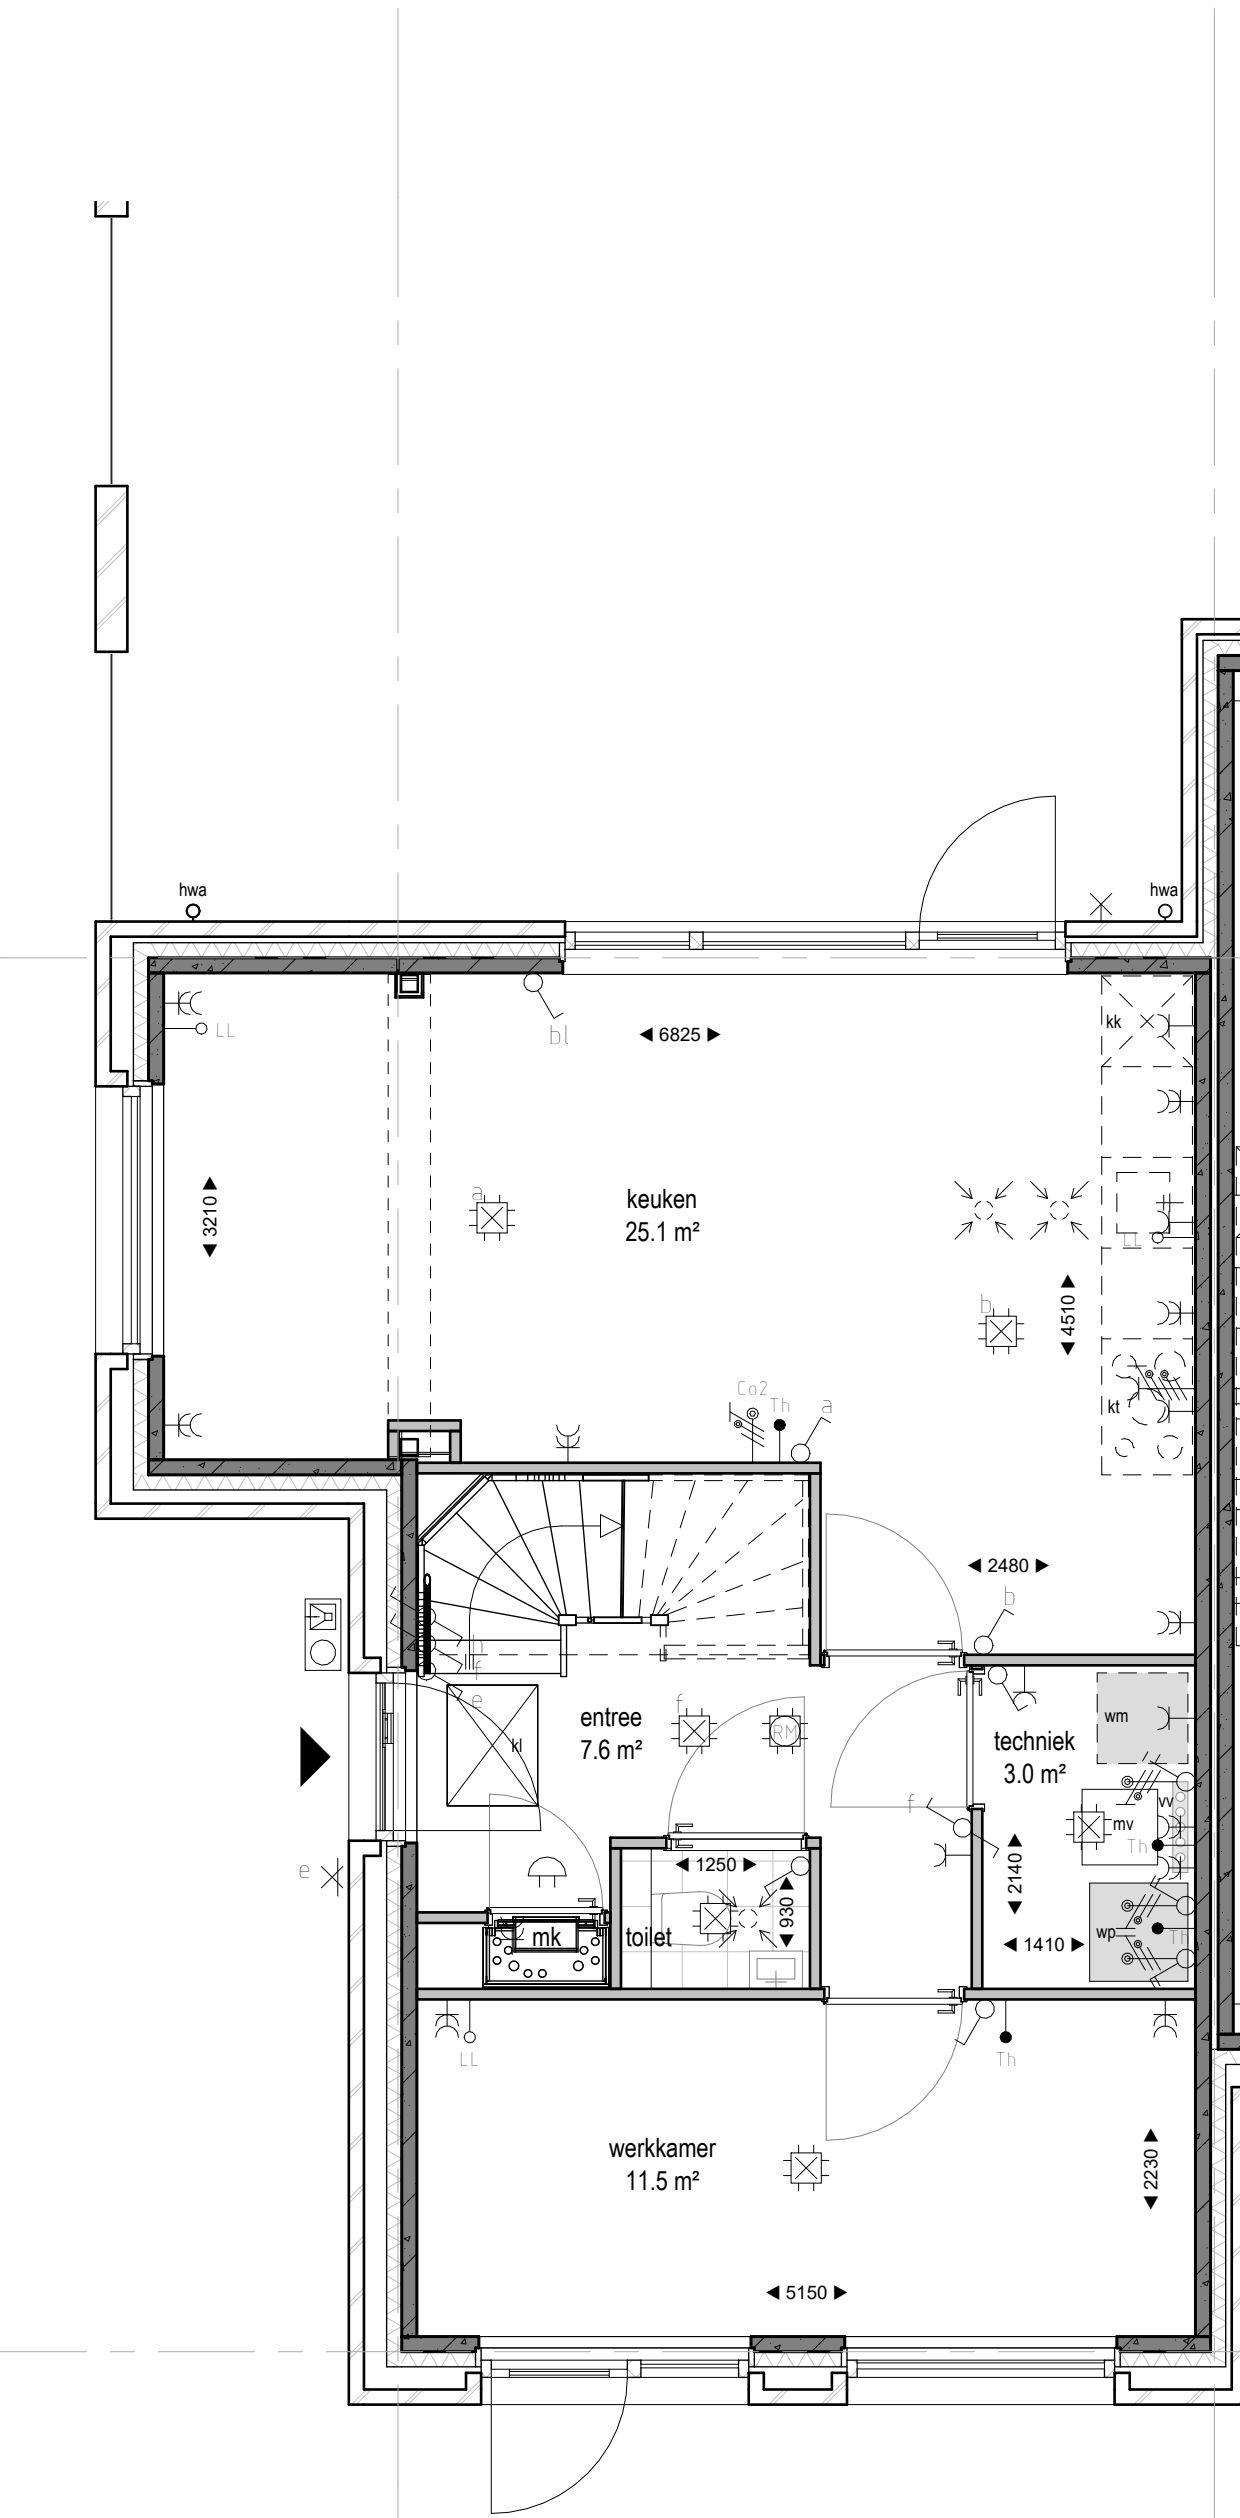 hwa
hwa
LL
bl
6825
kk
3210
a
keuken
25.1 m²
LL
b
4510
Co2
Th
a
kt
2480
b
h
f
e
kl
entree
7.6 m²
f
RM
techniek
3.0 m²
wm
vv
mv
Th
f
e
1250
930
2140
1410
mk
toilet
wp
Th
LL
Th
werkkamer
11.5 m²
2230
5150